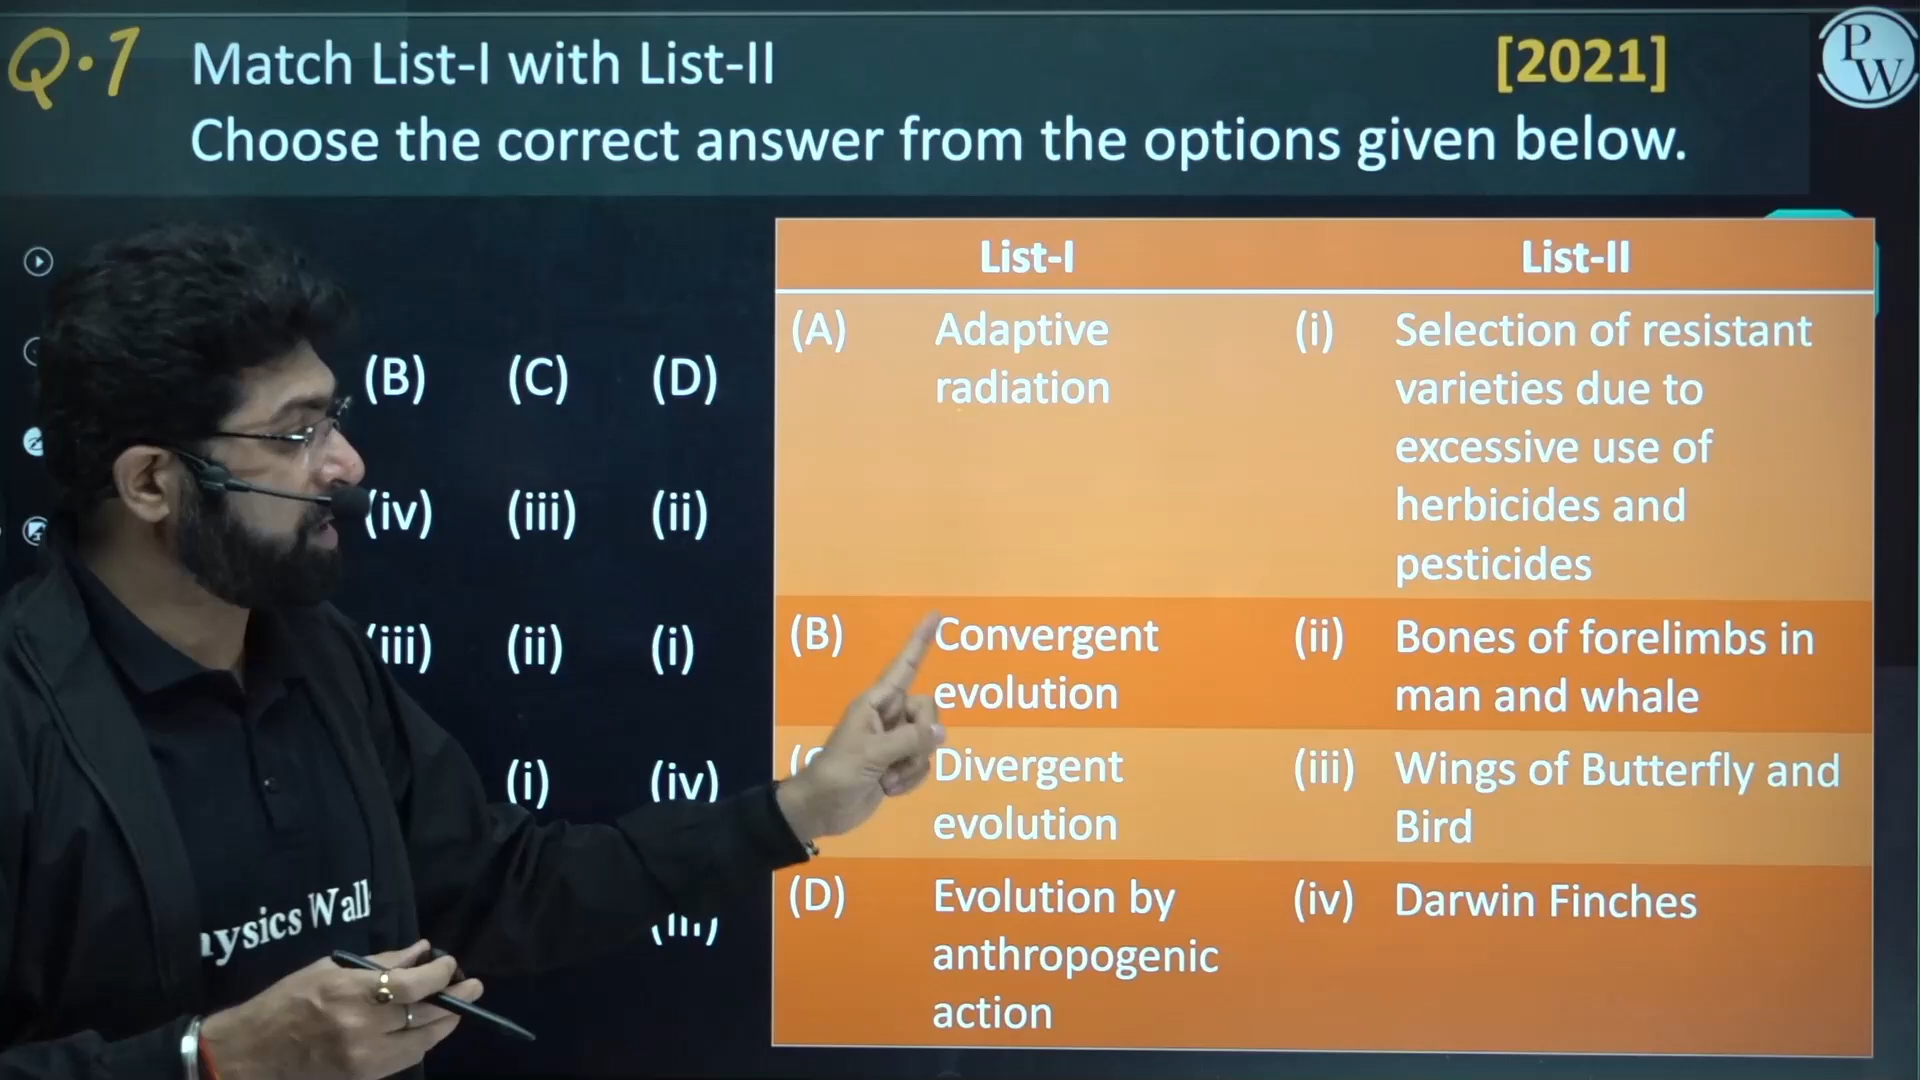 Q.1 Match List-I with List-II [2021]
PW
Choose the correct answer from the options given below.
List-I List-II
(A) Adaptive radiation (i) Selection of resistant varieties due to excessive use of herbicides and pesticides
(B) Convergent evolution (ii) Bones of forelimbs in man and whale
Divergent evolution (iii) Wings of Butterfly and Bird
(D) Evolution by anthropogenic action (iv) Darwin Finches
(B) (C) (D)
(iv) (iii) (ii)
(iii) (ii) (i)
(i) (iv)
ysics Wall